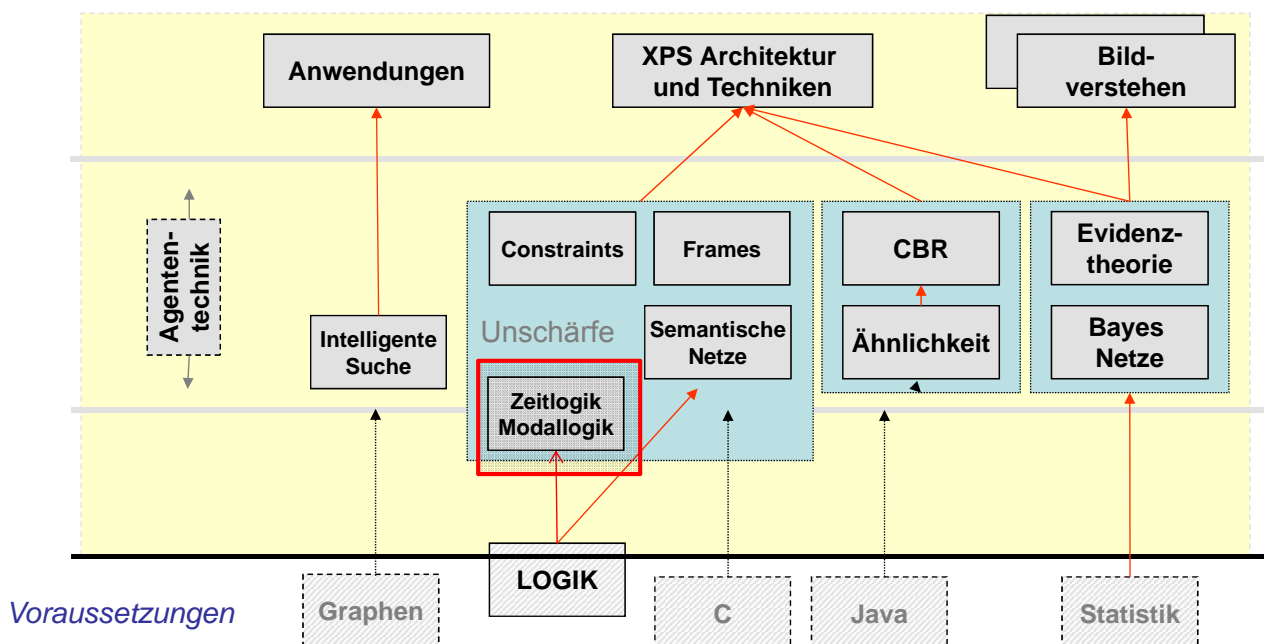 Anwendungen
XPS Architektur
und Techniken
Bild-
verstehen
Agenten-
technik
Constraints
Frames
CBR
Evidenz-
theorie
Intelligente
Suche
Unschärfe
Semantische
Netze
Ähnlichkeit
Bayes
Netze
Zeitlogik
Modallogik
Voraussetzungen
Graphen
LOGIK
C
Java
Statistik